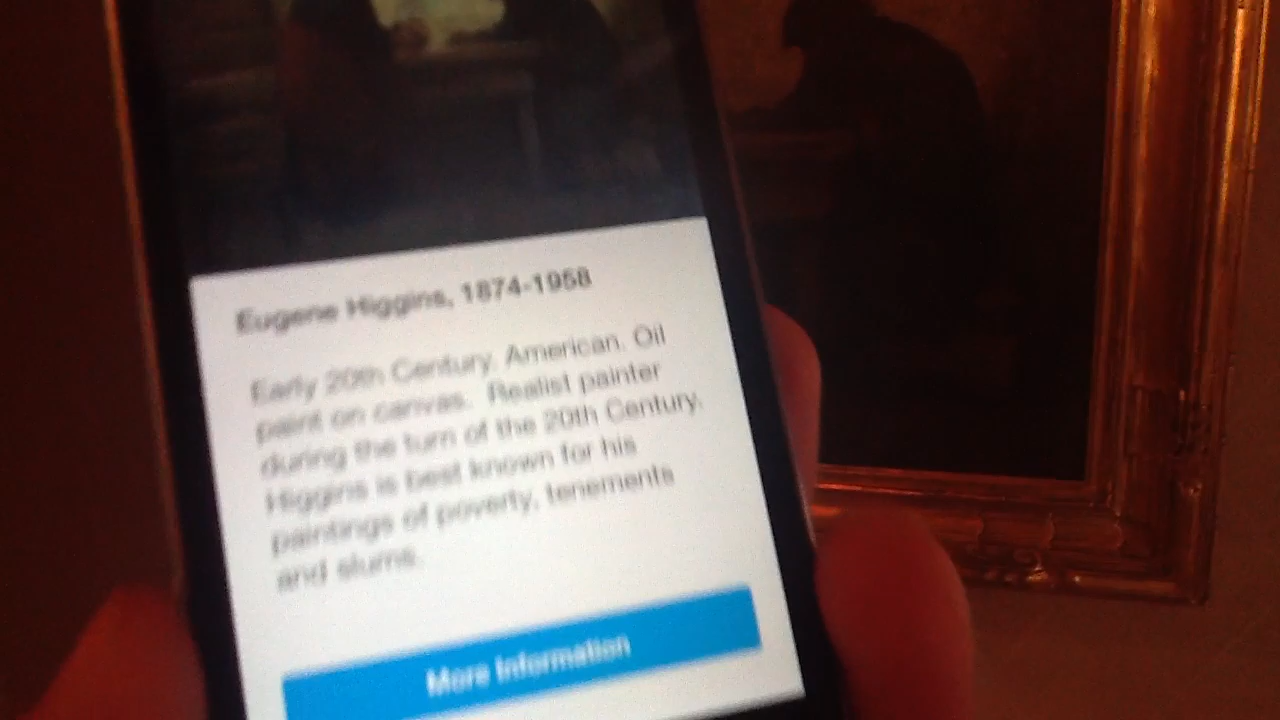 Eugene Higgins, 1874-1958
Early 20th Century, American. Oil
paint on canvas. Realist painter
during the turn of the 20th Century.
Higgins is best known for his
paintings of poverty, tenements
and slums.
More Information